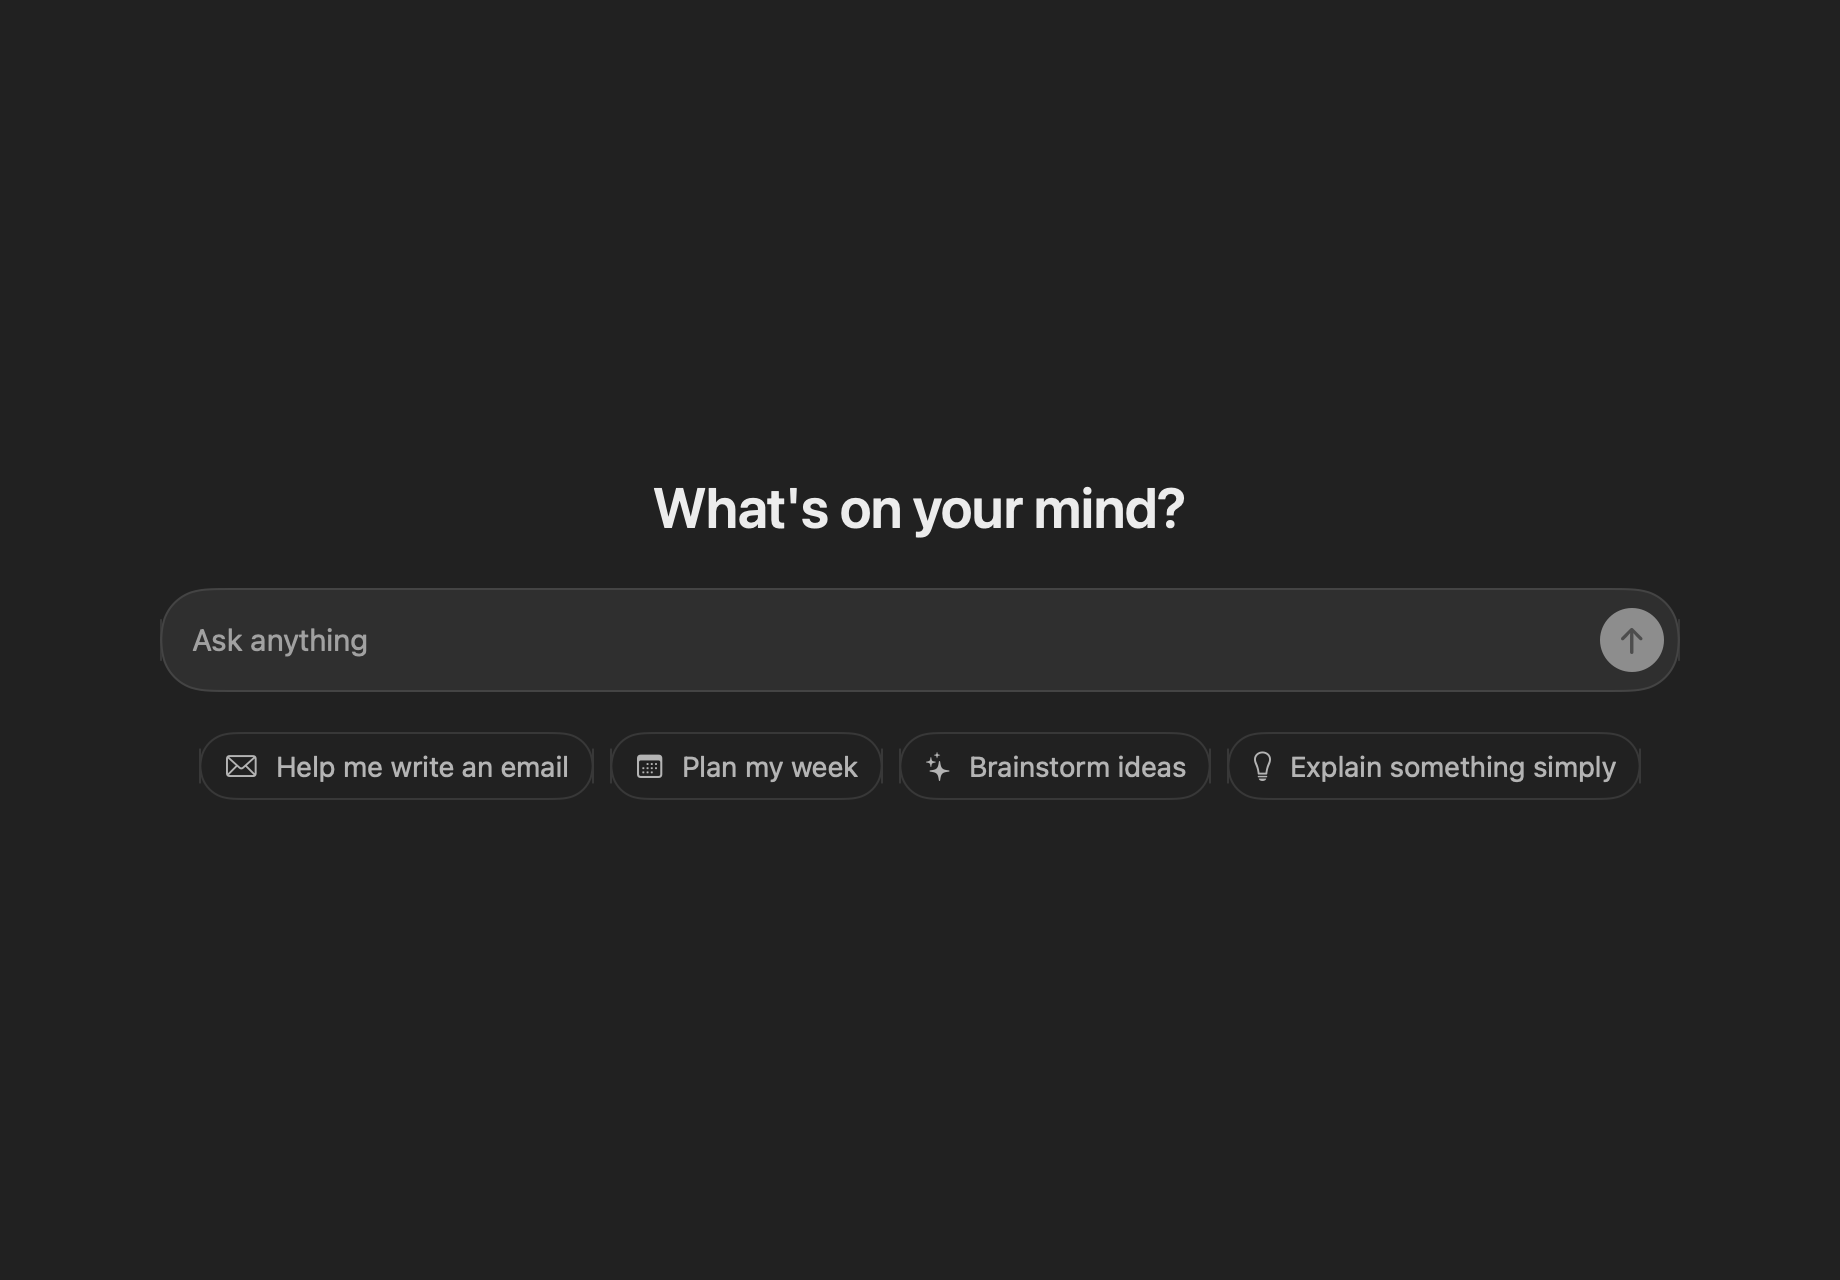 What's on your mind?
Ask anything
Help me write an email
Plan my week
Brainstorm ideas
Explain something simply